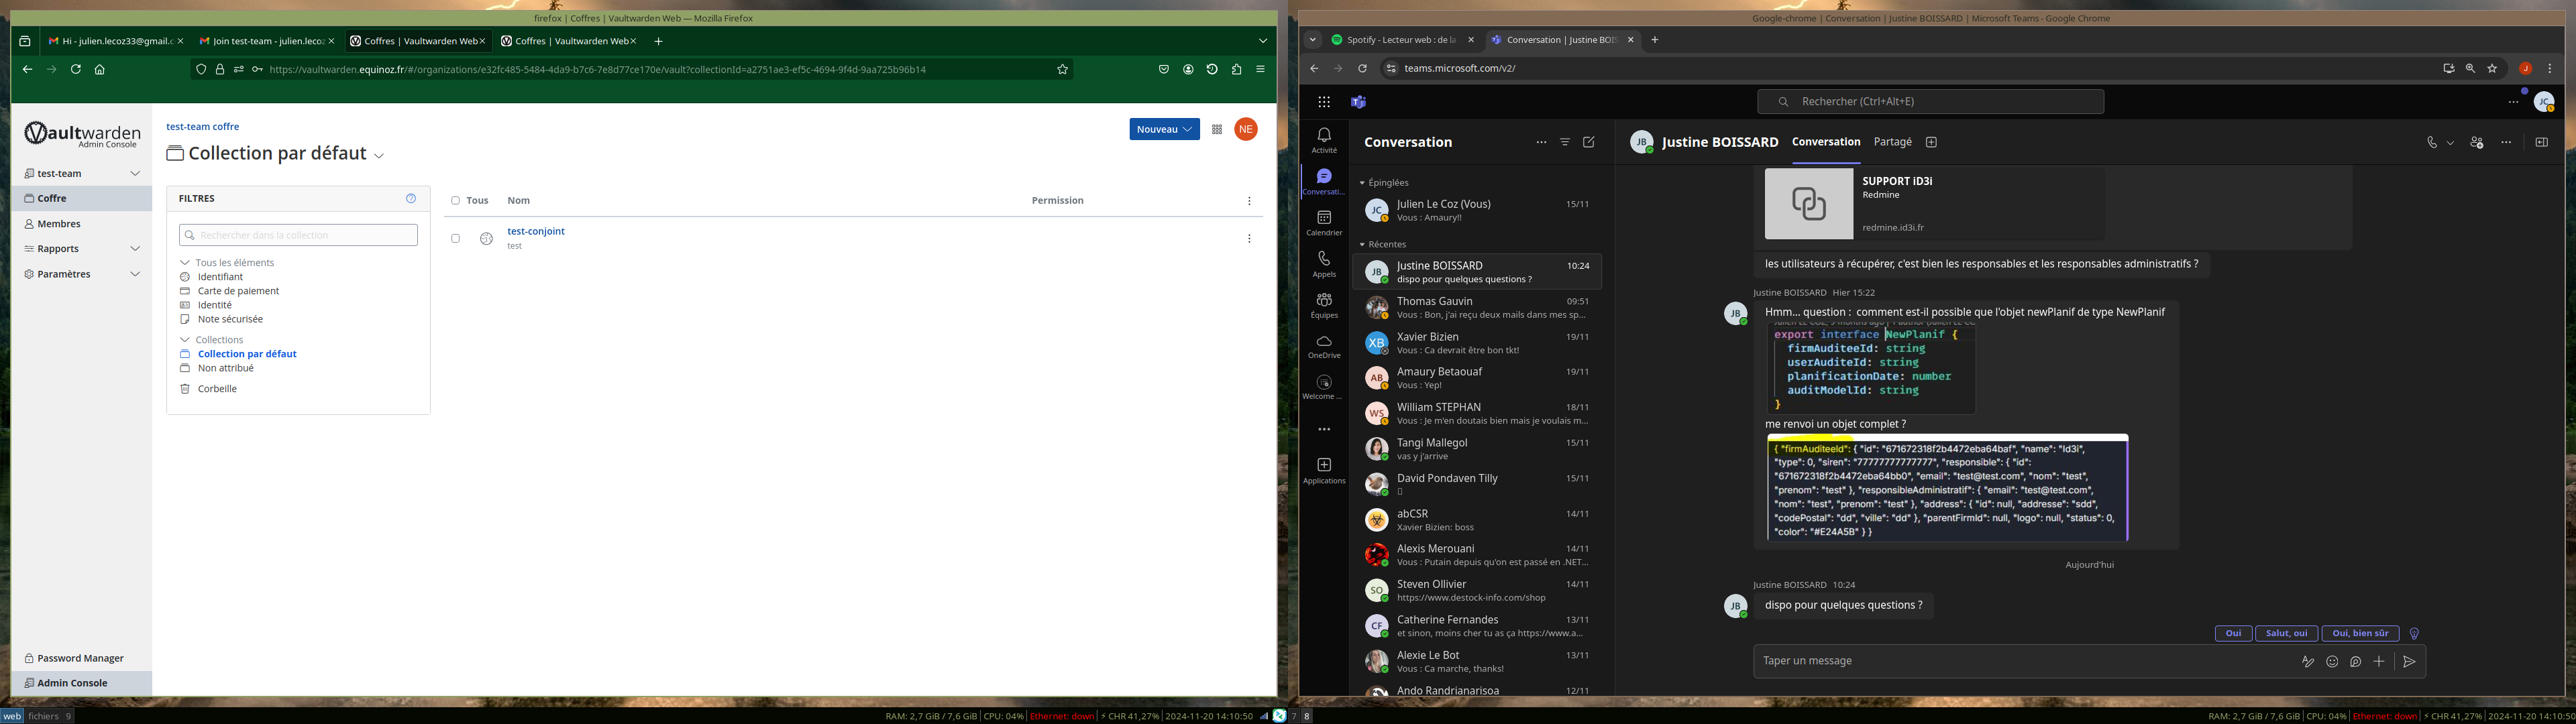 firefox | Coffres | Vaultwarden Web — Mozilla Firefox
Hi - julien.lecoz33@gmail.c
Join test-team - julien.lecoz
Coffres | Vaultwarden Web
Coffres | Vaultwarden Web
https://vaultwarden.equinoz.fr/#/organizations/e32fc485-5484-4da9-b7c6-7e8d77ce170e/vault?collectionId=a2751ae3-ef5c-4694-9f4d-9aa725b96b14
Vaultwarden
Admin Console
test-team
Coffre
Membres
Rapports
Paramètres
Password Manager
Admin Console
test-team coffre
Collection par défaut
Nouveau
NE
FILTRES
Rechercher dans la collection
Tous les éléments
Identifiant
Carte de paiement
Identité
Note sécurisée
Collections
Collection par défaut
Non attribué
Corbeille
Tous Nom Permission
test-conjoint
test
web fichiers 9
RAM: 2,7 GiB / 7,6 GiB | CPU: 04% | Ethernet: down | ⚡ CHR 41,27% | 2024-11-20 14:10:50
7 8
Google-chrome | Conversation | Justine BOISSARD | Microsoft Teams - Google Chrome
Spotify - Lecteur web : de la
Conversation | Justine BOIS
teams.microsoft.com/v2/
J
Rechercher (Ctrl+Alt+E)
JC
Activité
Conversati...
Calendrier
Appels
Équipes
OneDrive
Welcome ...
Applications
Conversation
Épinglées
JC Julien Le Coz (Vous) 15/11
Vous : Amaury!!
Récentes
JB Justine BOISSARD 10:24
dispo pour quelques questions ?
Thomas Gauvin 09:51
Vous : Bon, j'ai reçu deux mails dans mes sp...
XB Xavier Bizien 19/11
Vous : Ca devrait être bon tkt!
AB Amaury Betaouaf 19/11
Vous : Yep!
WS William STEPHAN 18/11
Vous : Je m'en doutais bien mais je voulais m...
Tangi Mallegol 15/11
vas y j'arrive
David Pondaven Tilly 15/11
abCSR 14/11
Xavier Bizien: boss
Alexis Merouani 14/11
Vous : Putain depuis qu'on est passé en .NET...
SO Steven Ollivier 14/11
https://www.destock-info.com/shop
CF Catherine Fernandes 13/11
et sinon, moins cher tu as ça https://www.a...
Alexie Le Bot 13/11
Vous : Ca marche, thanks!
Ando Randrianarisoa 12/11
JB Justine BOISSARD Conversation Partagé
SUPPORT iD3i
Redmine
redmine.id3i.fr
les utilisateurs à récupérer, c'est bien les responsables et les responsables administratifs ?
Justine BOISSARD Hier 15:22
JB
Hmm... question : comment est-il possible que l'objet newPlanif de type NewPlanif
export interface NewPlanif {
firmAuditeeId: string
userAuditeId: string
planificationDate: number
auditModelId: string
}
me renvoi un objet complet ?
{ "firmAuditeeId": { "id": "671672318f2b4472eba64baf", "name": "Id3i",
"type": 0, "siren": "77777777777777", "responsible": { "id":
"671672318f2b4472eba64bb0", "email": "test@test.com", "nom": "test",
"prenom": "test" }, "responsibleAdministratif": { "email": "test@test.com",
"nom": "test", "prenom": "test" }, "address": { "id": null, "addresse": "sdd",
"codePostal": "dd", "ville": "dd" }, "parentFirmId": null, "logo": null, "status": 0,
"color": "#E24A5B" } }
Aujourd'hui
Justine BOISSARD 10:24
JB
dispo pour quelques questions ?
Oui
Salut, oui
Oui, bien sûr
Taper un message
RAM: 2,7 GiB / 7,6 GiB | CPU: 04% | Ethernet: down | ⚡ CHR 41,27% | 2024-11-20 14:10:50